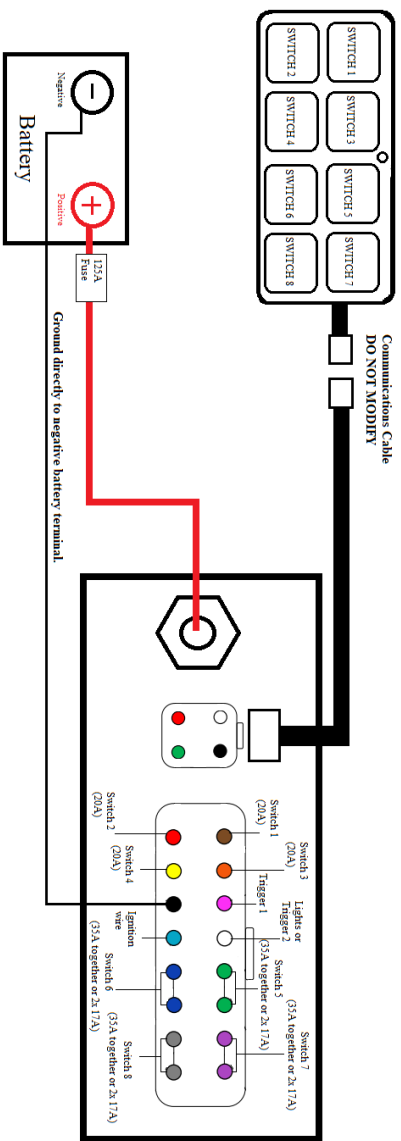 SWITCH 1
SWITCH 3
SWITCH 5
SWITCH 7
SWITCH 2
SWITCH 4
SWITCH 6
SWITCH 8
Communications Cable
DO NOT MODIFY
Negative
Positive
Battery
125A
Fuse
Ground directly to negative battery terminal.
Switch 1
(20A)
Switch 3
(20A)
Trigger 1
Lights or
Trigger 2
Switch 5
(35A together or 2x 17A)
Switch 7
(35A together or 2x 17A)
Switch 2
(20A)
Switch 4
(20A)
Ignition
wire
Switch 6
(35A together or 2x 17A)
Switch 8
(35A together or 2x 17A)